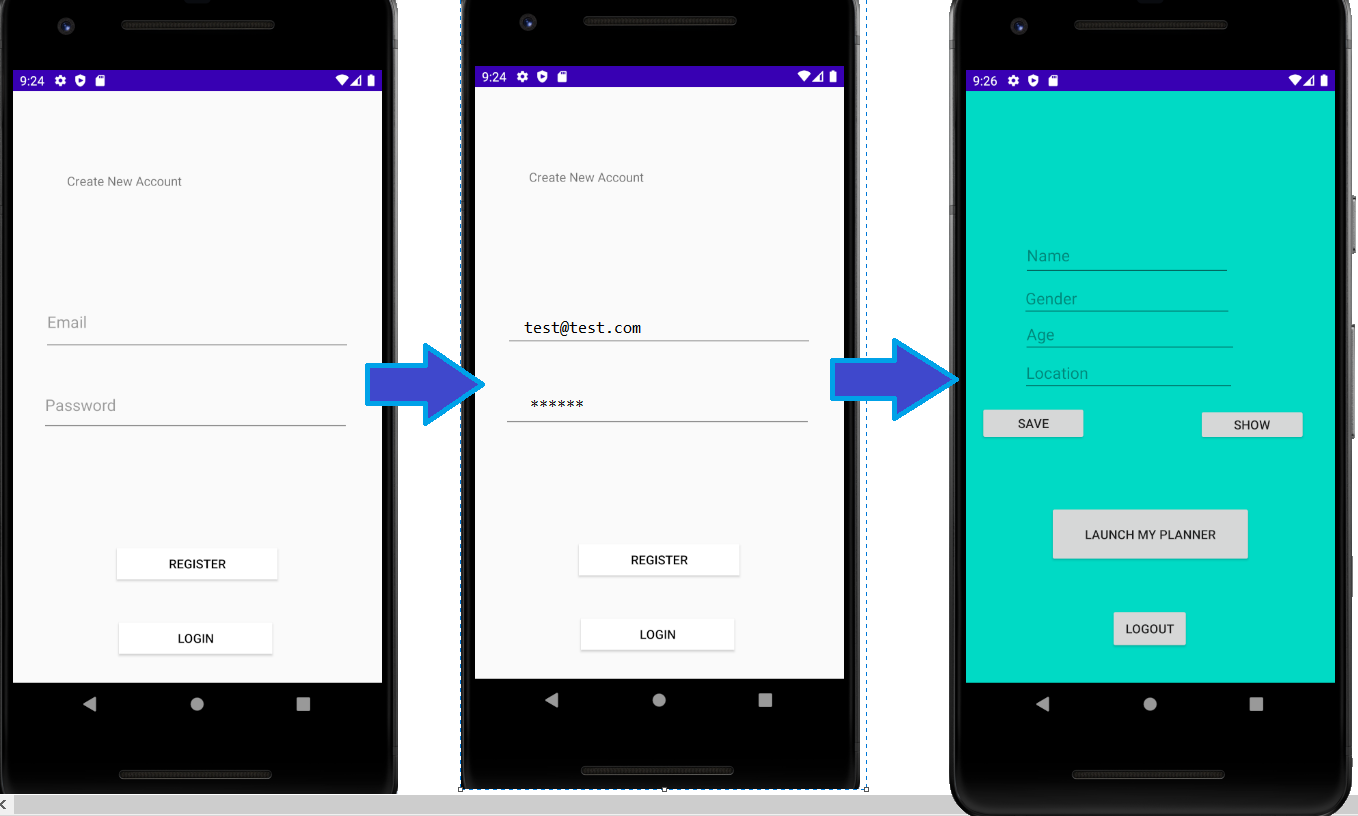 9:24
Create New Account
Email
Password
REGISTER
LOGIN
9:24
Create New Account
test@test.com
******
REGISTER
LOGIN
9:26
Name
Gender
Age
Location
SAVE SHOW
LAUNCH MY PLANNER
LOGOUT